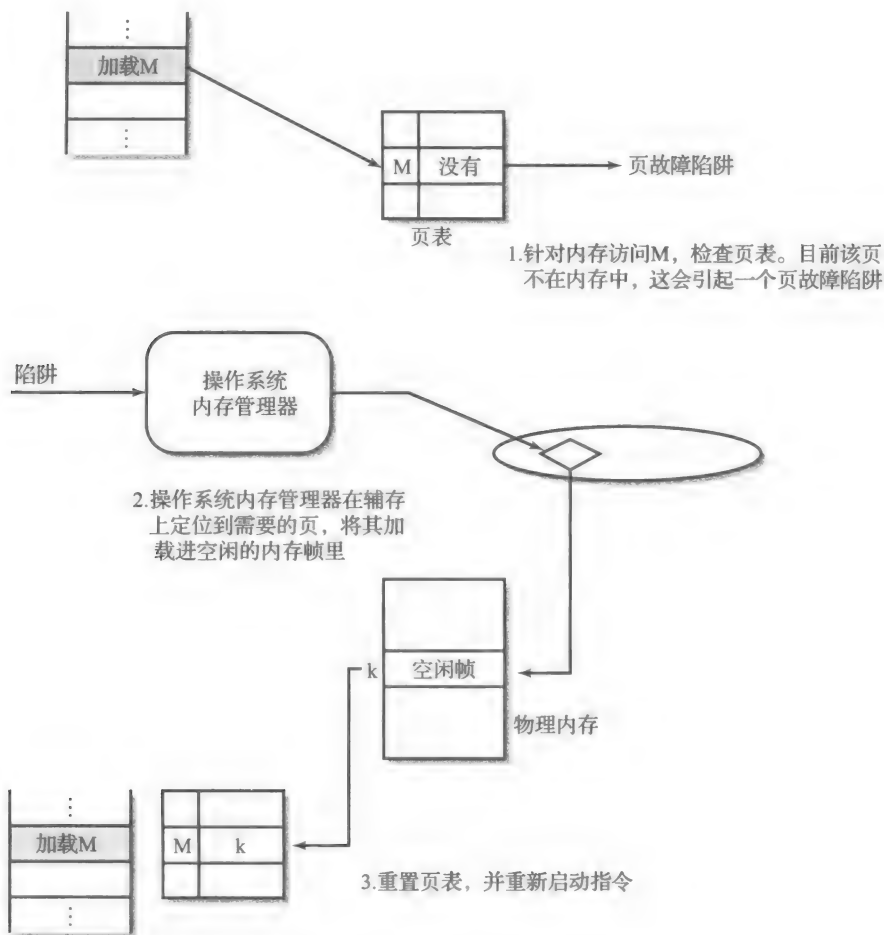 ⋮
加载M
⋮
M 没有
页故障陷阱
页表
1.针对内存访问M，检查页表。目前该页
不在内存中，这会引起一个页故障陷阱
陷阱
操作系统
内存管理器
2.操作系统内存管理器在辅存
上定位到需要的页，将其加
载进空闲的内存帧里
k 空闲帧
物理内存
⋮
加载M
⋮
M k
3.重置页表，并重新启动指令